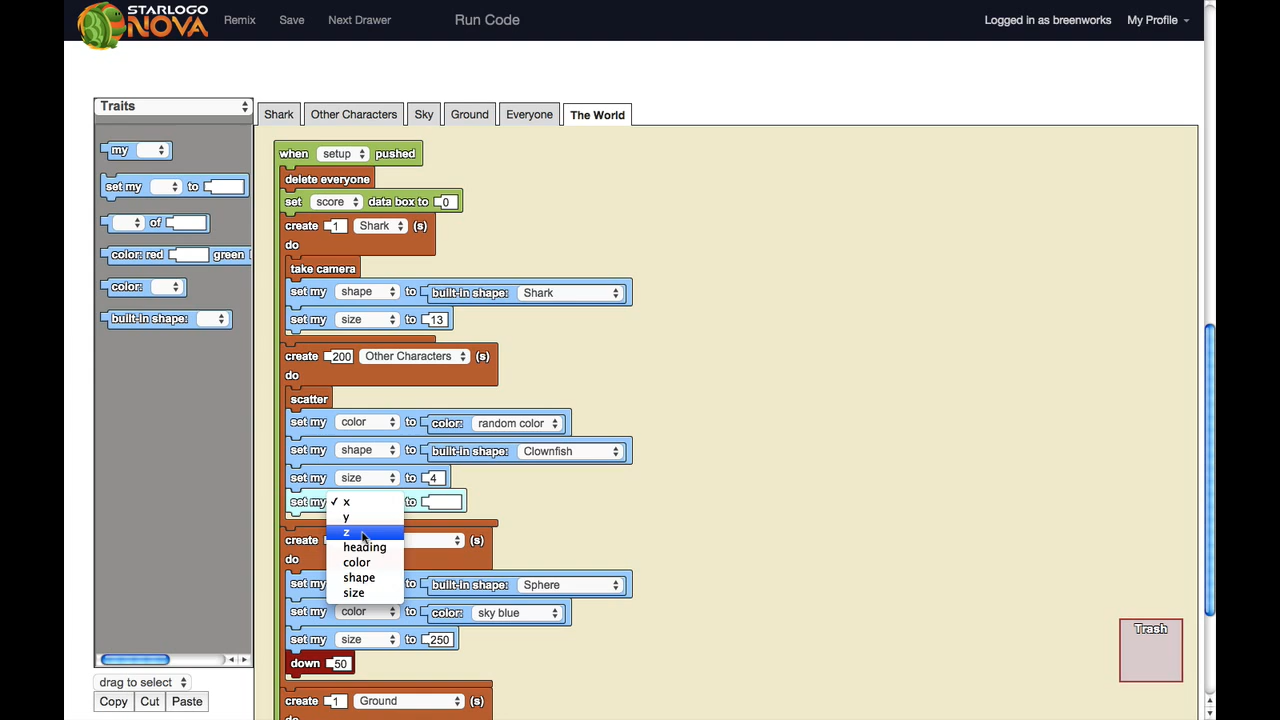 STARLOGO
NOVA
Remix Save Next Drawer Run Code Logged in as breenworks My Profile
Traits
Shark Other Characters Sky Ground Everyone The World
my
set my to
of
color: red green
color:
built-in shape:
when setup pushed
delete everyone
set score data box to 0
create 1 Shark (s)
do
take camera
set my shape to built-in shape: Shark
set my size to 13
create 200 Other Characters (s)
do
scatter
set my color to color: random color
set my shape to built-in shape: Clownfish
set my size to 4
set my ✓ x to
y
z
heading
color
shape
size
create (s)
do
set my to built-in shape: Sphere
set my color to color: sky blue
set my size to 250
down 50
create 1 Ground (s)
do
Trash
drag to select
Copy Cut Paste